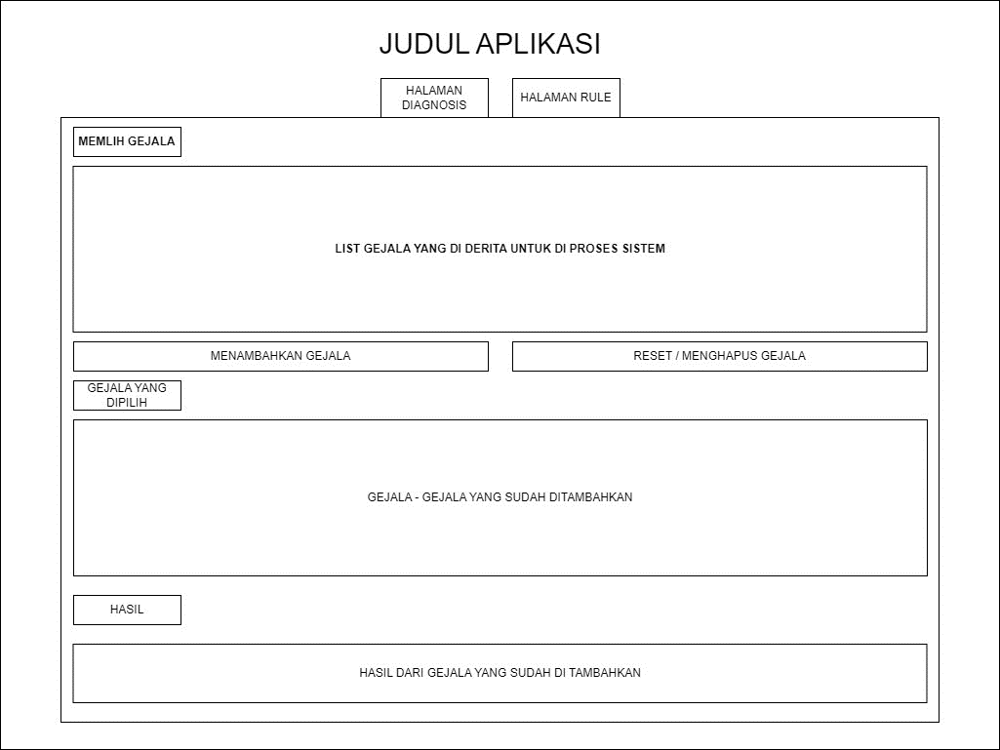 JUDUL APLIKASI
HALAMAN
DIAGNOSIS
HALAMAN RULE
MEMLIH GEJALA
LIST GEJALA YANG DI DERITA UNTUK DI PROSES SISTEM
MENAMBAHKAN GEJALA
RESET / MENGHAPUS GEJALA
GEJALA YANG
DIPILIH
GEJALA - GEJALA YANG SUDAH DITAMBAHKAN
HASIL
HASIL DARI GEJALA YANG SUDAH DI TAMBAHKAN